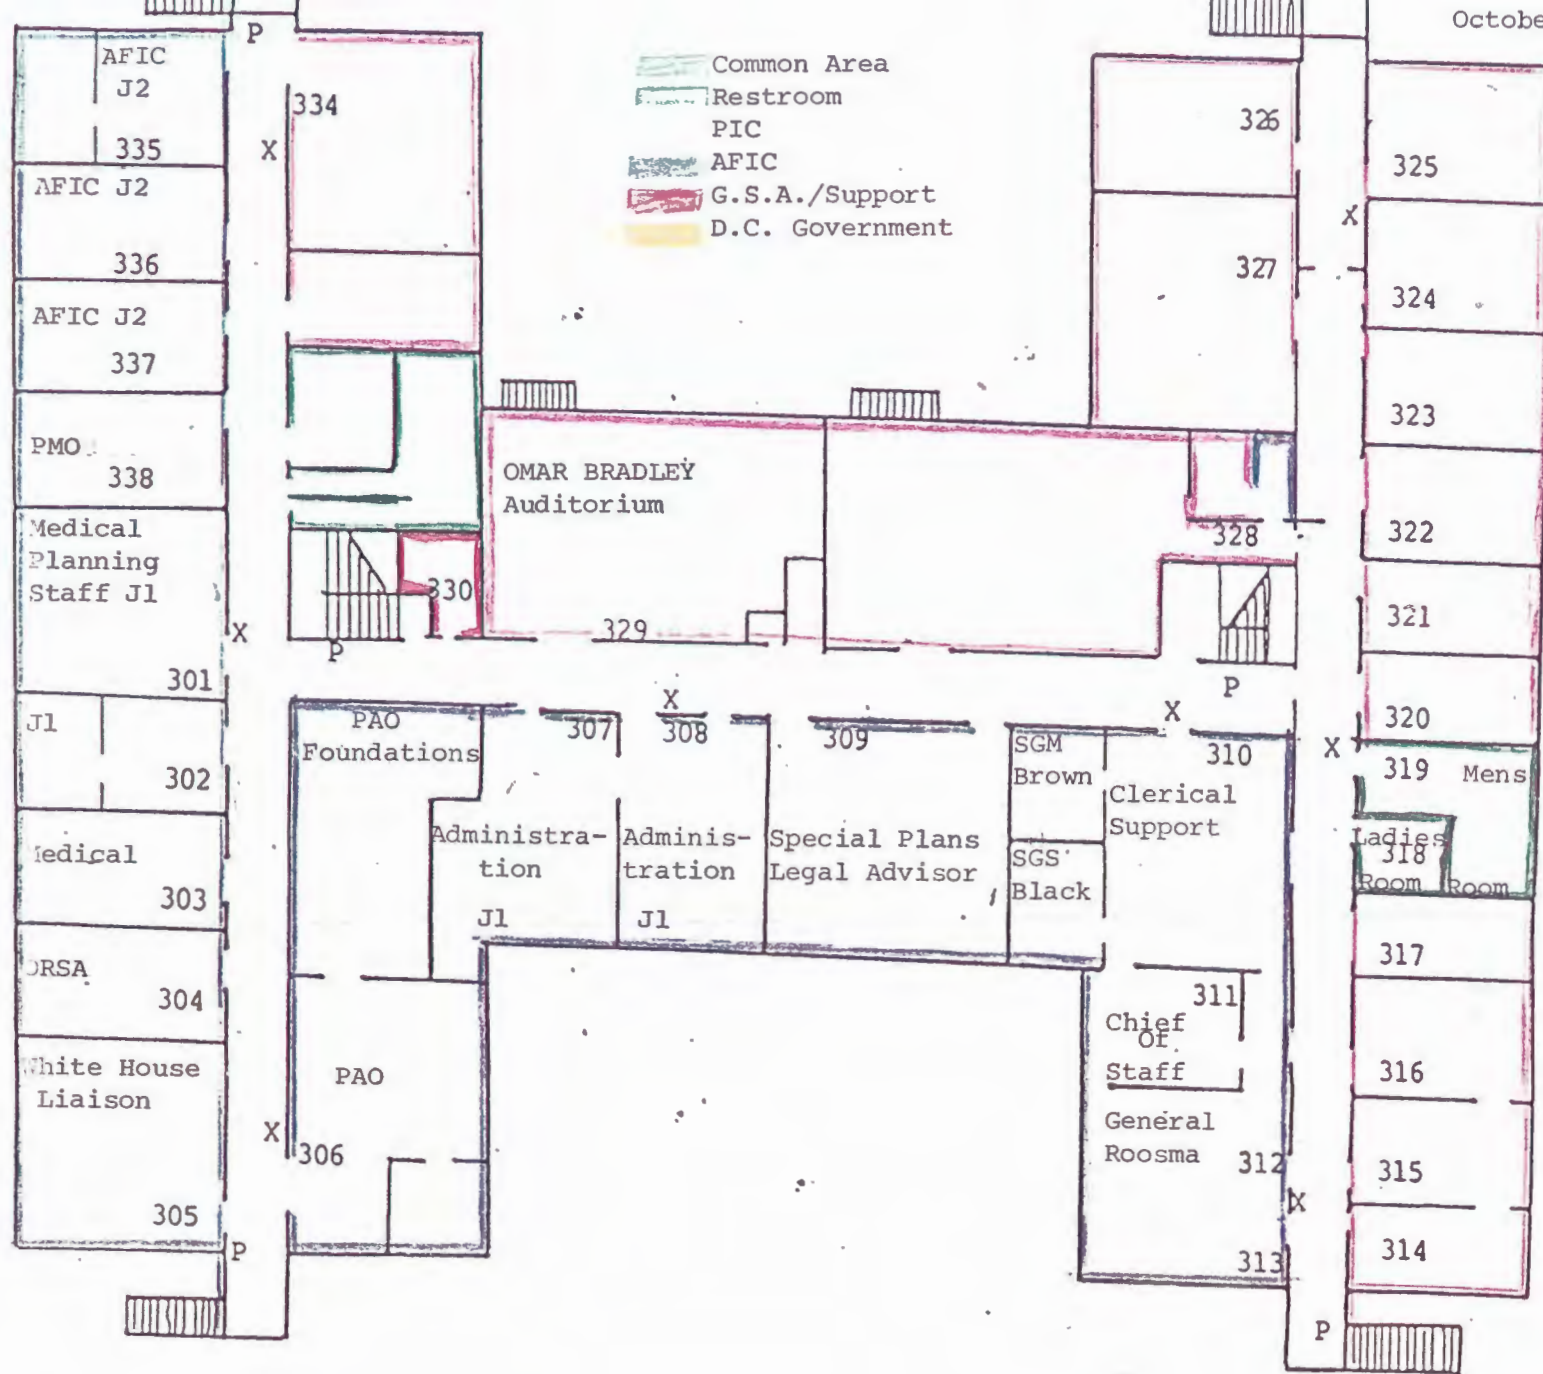 Octobe
Common Area
Restroom
PIC
AFIC
G.S.A./Support
D.C. Government
P
AFIC
J2
335
334
X
AFIC J2
336
AFIC J2
337
PMO
338
Medical
Planning
Staff J1
301
X
330
P
OMAR BRADLEY
Auditorium
329
326
327
328
P
325
X
324
323
322
321
320
X
319 Mens
Ladies
318
Room Room
317
316
315
314
J1
302
edical
303
RSA
304
hite House
Liaison
305
P
PAO
Foundations
PAO
X
306
307
Administra-
tion
J1
X
308
Adminis-
tration
J1
309
Special Plans
Legal Advisor
SGM
Brown
SGS
Black
X
310
Clerical
Support
311
Chief
Of
Staff
General
Roosma
312
X
313
P